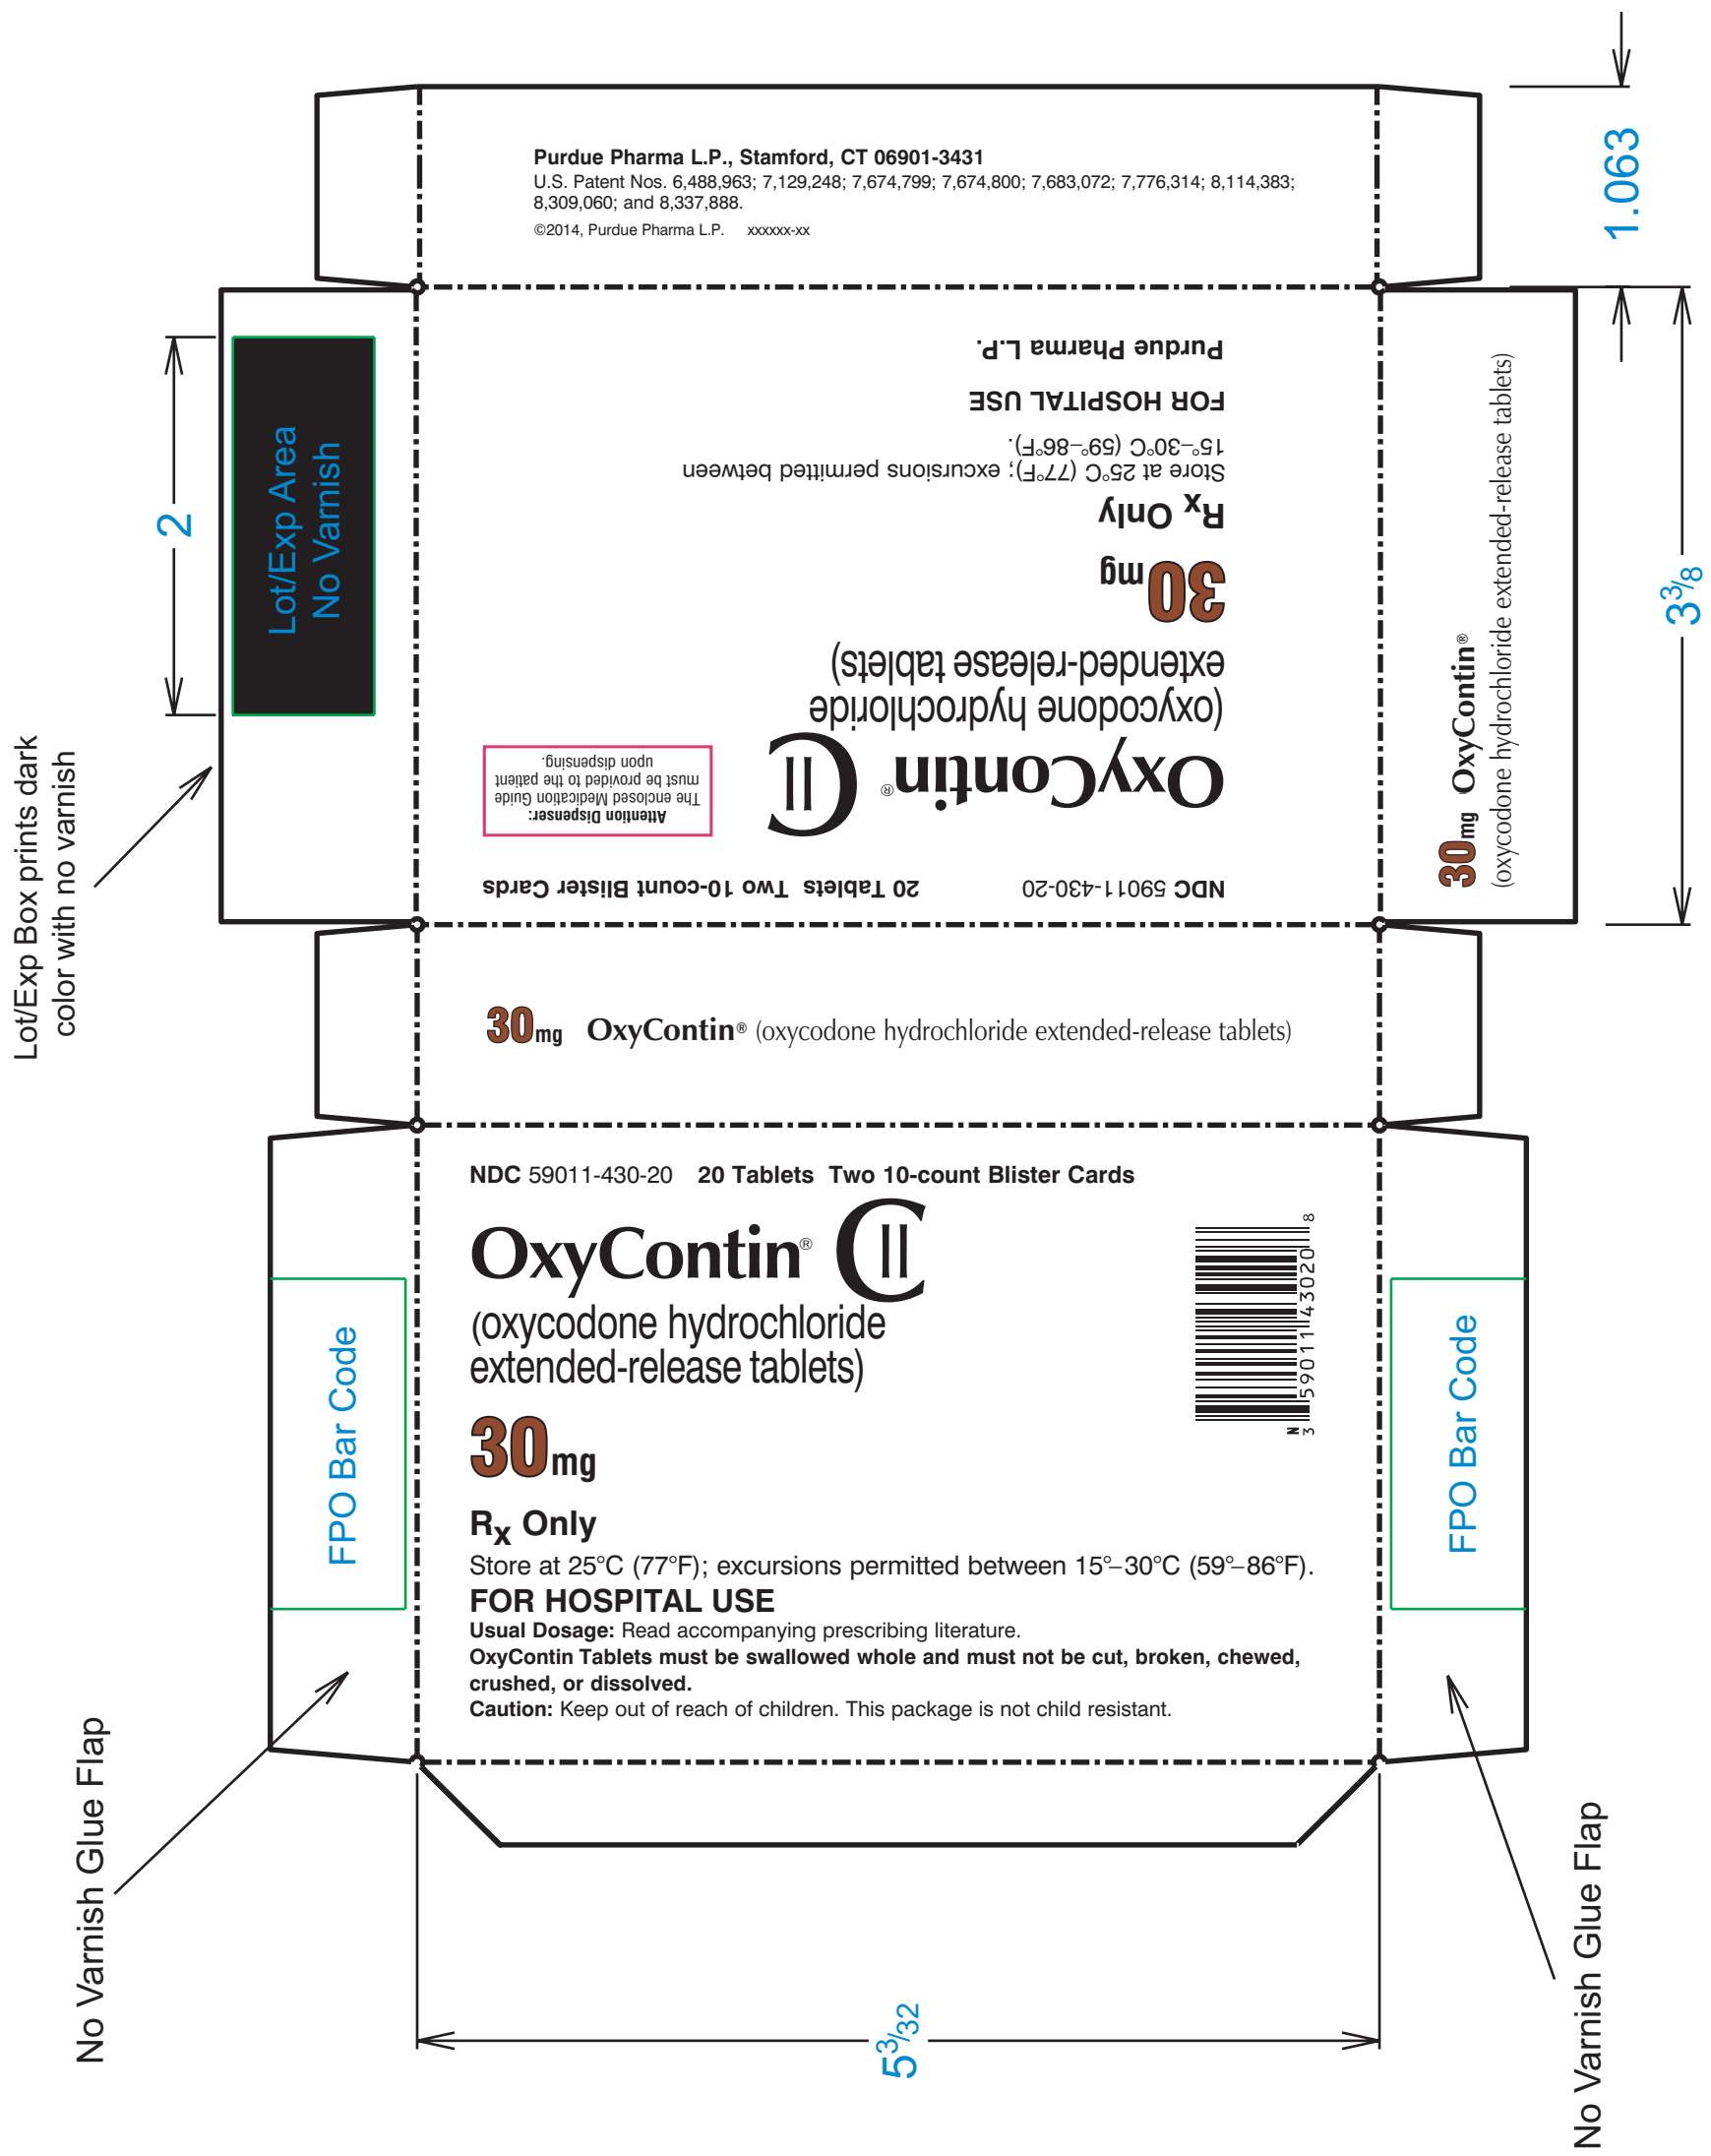 Purdue Pharma L.P., Stamford, CT 06901-3431
U.S. Patent Nos. 6,488,963; 7,129,248; 7,674,799; 7,674,800; 7,683,072; 7,776,314; 8,114,383;
8,309,060; and 8,337,888.
©2014, Purdue Pharma L.P. xxxxxx-xx
1.063
2
Lot/Exp Area
No Varnish
Lot/Exp Box prints dark
color with no varnish
NDC 59011-430-20 20 Tablets Two 10-count Blister Cards
OxyContin® CII
(oxycodone hydrochloride
extended-release tablets)
30 mg
Rx Only
Store at 25°C (77°F); excursions permitted between
15°–30°C (59°–86°F).
FOR HOSPITAL USE
Purdue Pharma L.P.
Attention Dispenser:
The enclosed Medication Guide
must be provided to the patient
upon dispensing.
30mg OxyContin®
(oxycodone hydrochloride extended-release tablets)
3 3/8
30mg OxyContin® (oxycodone hydrochloride extended-release tablets)
NDC 59011-430-20 20 Tablets Two 10-count Blister Cards
OxyContin® CII
(oxycodone hydrochloride
extended-release tablets)
30mg
Rx Only
Store at 25°C (77°F); excursions permitted between 15°–30°C (59°–86°F).
FOR HOSPITAL USE
Usual Dosage: Read accompanying prescribing literature.
OxyContin Tablets must be swallowed whole and must not be cut, broken, chewed,
crushed, or dissolved.
Caution: Keep out of reach of children. This package is not child resistant.
N
3 59011 43020 8
FPO Bar Code
FPO Bar Code
No Varnish Glue Flap
No Varnish Glue Flap
5 3/32